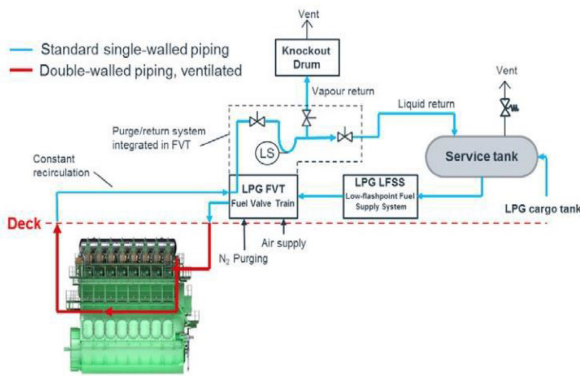 Standard single-walled piping
Double-walled piping, ventilated
Vent
Knockout
Drum
Vapour return
Purge/return system
integrated in FVT
LS
Liquid return
Vent
Service tank
Constant
recirculation
LPG FVT
Fuel Valve Train
LPG LFSS
Low-flashpoint Fuel
Supply System
LPG cargo tank
Deck
N₂ Purging
Air supply